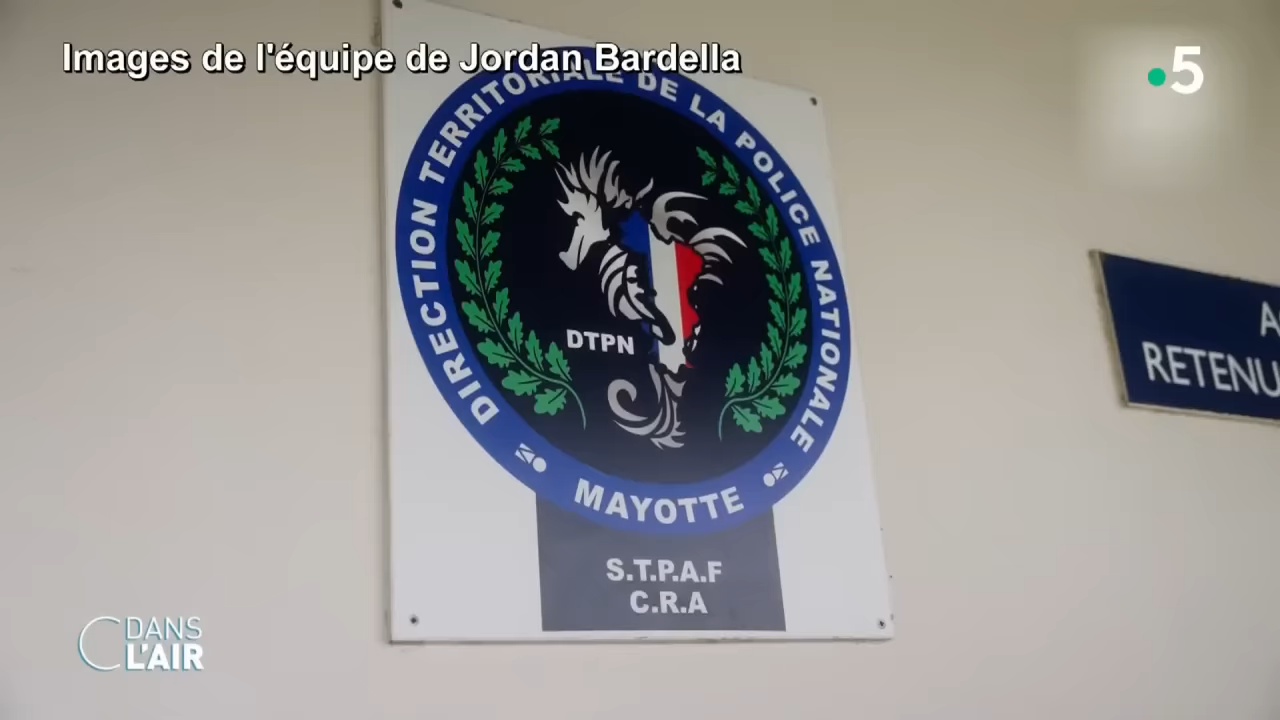 Images de l'équipe de Jordan Bardella
5
DIRECTION TERRITORIALE DE LA POLICE NATIONALE
DTPN
MAYOTTE
S.T.P.A.F
C.R.A
RETENU
C DANS
L'AIR